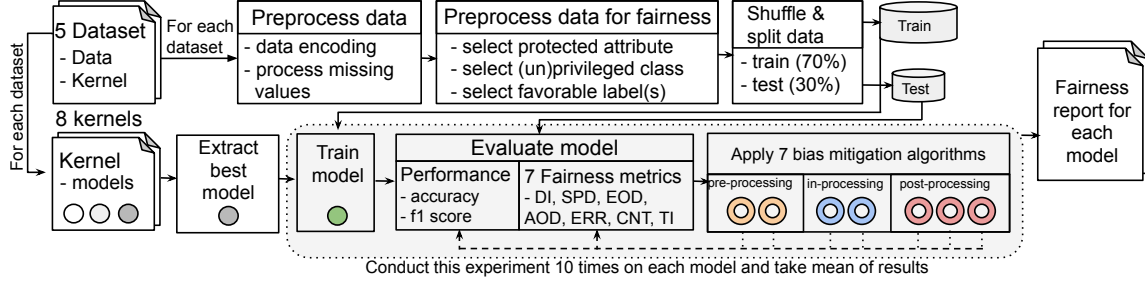 For each dataset
5 Dataset
- Data
- Kernel
For each
dataset
Preprocess data
- data encoding
- process missing
values
Preprocess data for fairness
- select protected attribute
- select (un)privileged class
- select favorable label(s)
Shuffle &
split data
- train (70%)
- test (30%)
Train
Test
8 kernels
Kernel
- models
Extract
best
model
Train
model
Evaluate model
Performance
- accuracy
- f1 score
7 Fairness metrics
- DI, SPD, EOD,
AOD, ERR, CNT, TI
Apply 7 bias mitigation algorithms
pre-processing
in-processing
post-processing
Fairness
report for
each
model
Conduct this experiment 10 times on each model and take mean of results